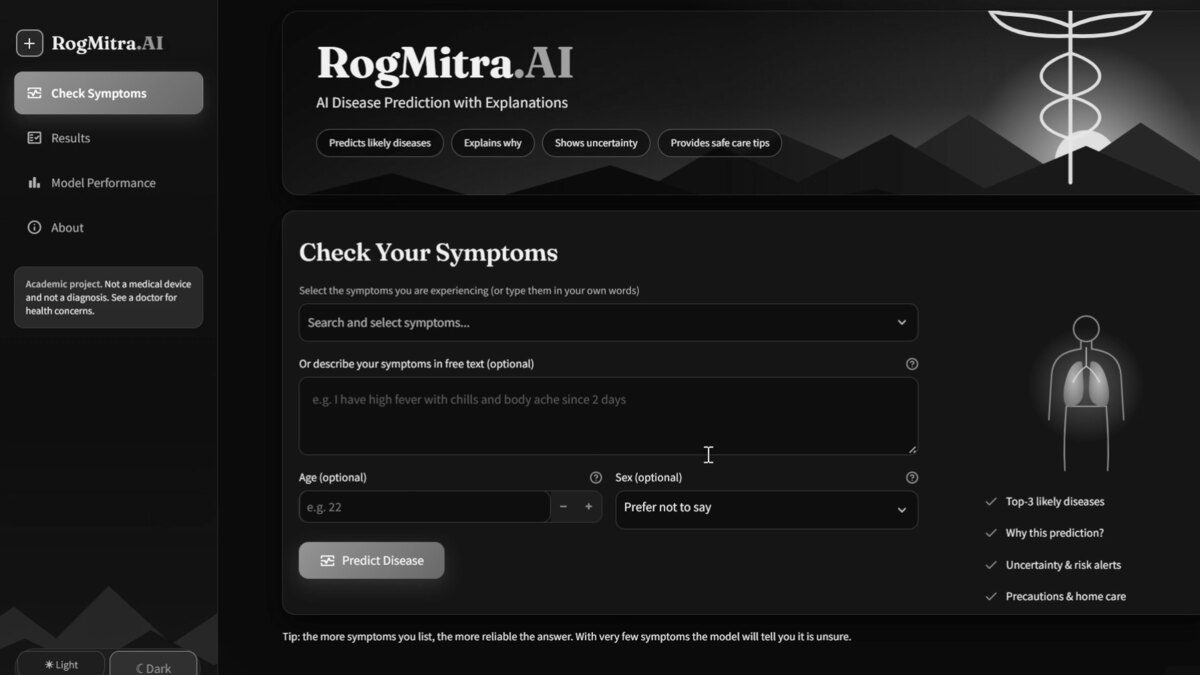 RogMitra.AI
Check Symptoms
Results
Model Performance
About
Academic project. Not a medical device
and not a diagnosis. See a doctor for
health concerns.
Light
Dark
RogMitra.AI
AI Disease Prediction with Explanations
Predicts likely diseases
Explains why
Shows uncertainty
Provides safe care tips
Check Your Symptoms
Select the symptoms you are experiencing (or type them in your own words)
Search and select symptoms...
Or describe your symptoms in free text (optional)
e.g. I have high fever with chills and body ache since 2 days
Age (optional)
Sex (optional)
e.g. 22
Prefer not to say
Predict Disease
Top-3 likely diseases
Why this prediction?
Uncertainty & risk alerts
Precautions & home care
Tip: the more symptoms you list, the more reliable the answer. With very few symptoms the model will tell you it is unsure.